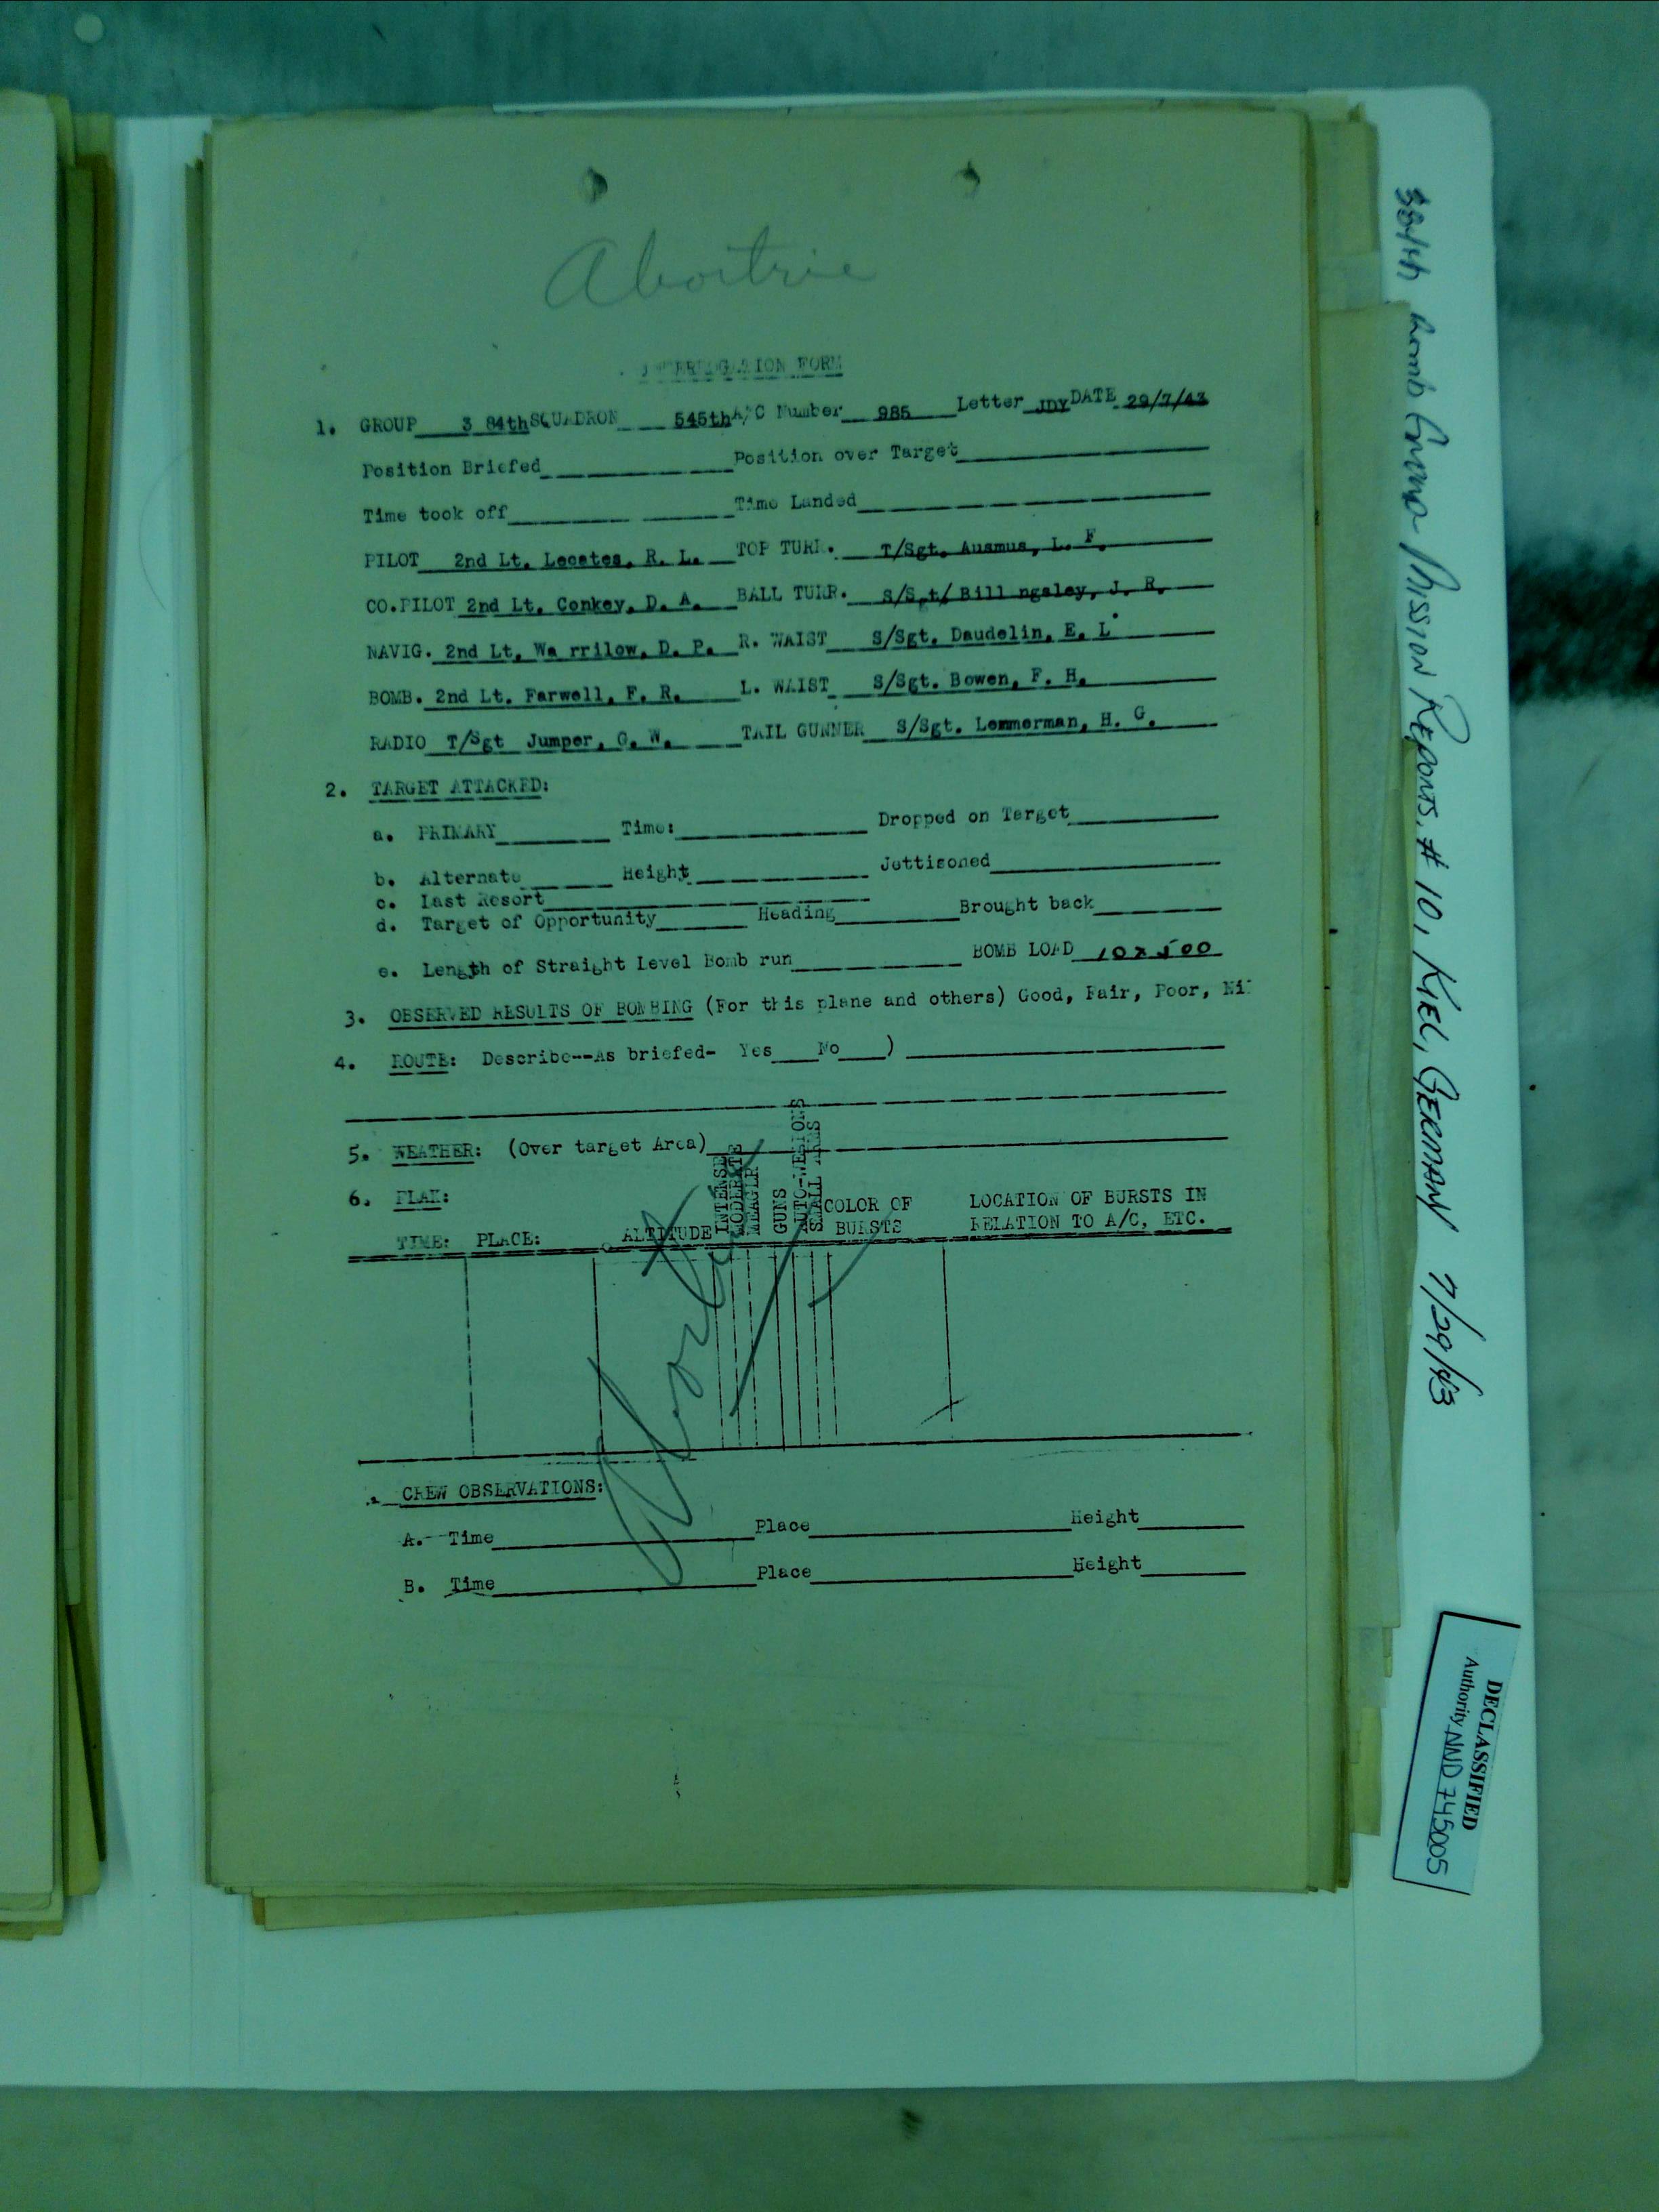 INTERROGATION FORM
1. GROUP 3 84th SQUADRON 545th A/C Number 985 Letter JDY DATE 29/7/43
Position Briefed Position over Target
Time took off Time Landed
PILOT 2nd Lt. Lecates, R. L. TOP TURR. T/Sgt. Ausmus, L. F.
CO.PILOT 2nd Lt. Conkey, D. A. BALL TURR. S/Sgt/ Bill ngsley, J. R.
NAVIG. 2nd Lt. Wa rrilow, D. P. R. WAIST S/Sgt. Daudelin, E. L.
BOMB. 2nd Lt. Farwell, F. R. L. WAIST S/Sgt. Bowen, F. H.
RADIO T/Sgt Jumper, O. W. TAIL GUNNER S/Sgt. Lemmerman, H. G.
2. TARGET ATTACKED:
a. PRIMARY Time: Dropped on Target
b. Alternate Height Jettisoned
c. Last Resort
d. Target of Opportunity Heading Brought back
e. Length of Straight Level Bomb run BOMB LOAD 10x500
3. OBSERVED RESULTS OF BOMBING (For this plane and others) Good, Fair, Poor, Nil
4. ROUTE: Describe--As briefed- Yes No )
5. WEATHER: (Over target Area)
6. FLAK:
TIME: PLACE: ALTITUDE INTENSE MODERATE MEAGER GUNS AUTO-WEAPONS SMALL ARMS COLOR OF BURSTS LOCATION OF BURSTS IN RELATION TO A/C, ETC.
CREW OBSERVATIONS:
A. Time Place Height
B. Time Place Height
384th Bomb Group Mission Reports. # 10, KIEL, GERMAN 7/29/43
DECLASSIFIED
Authority NND 745005